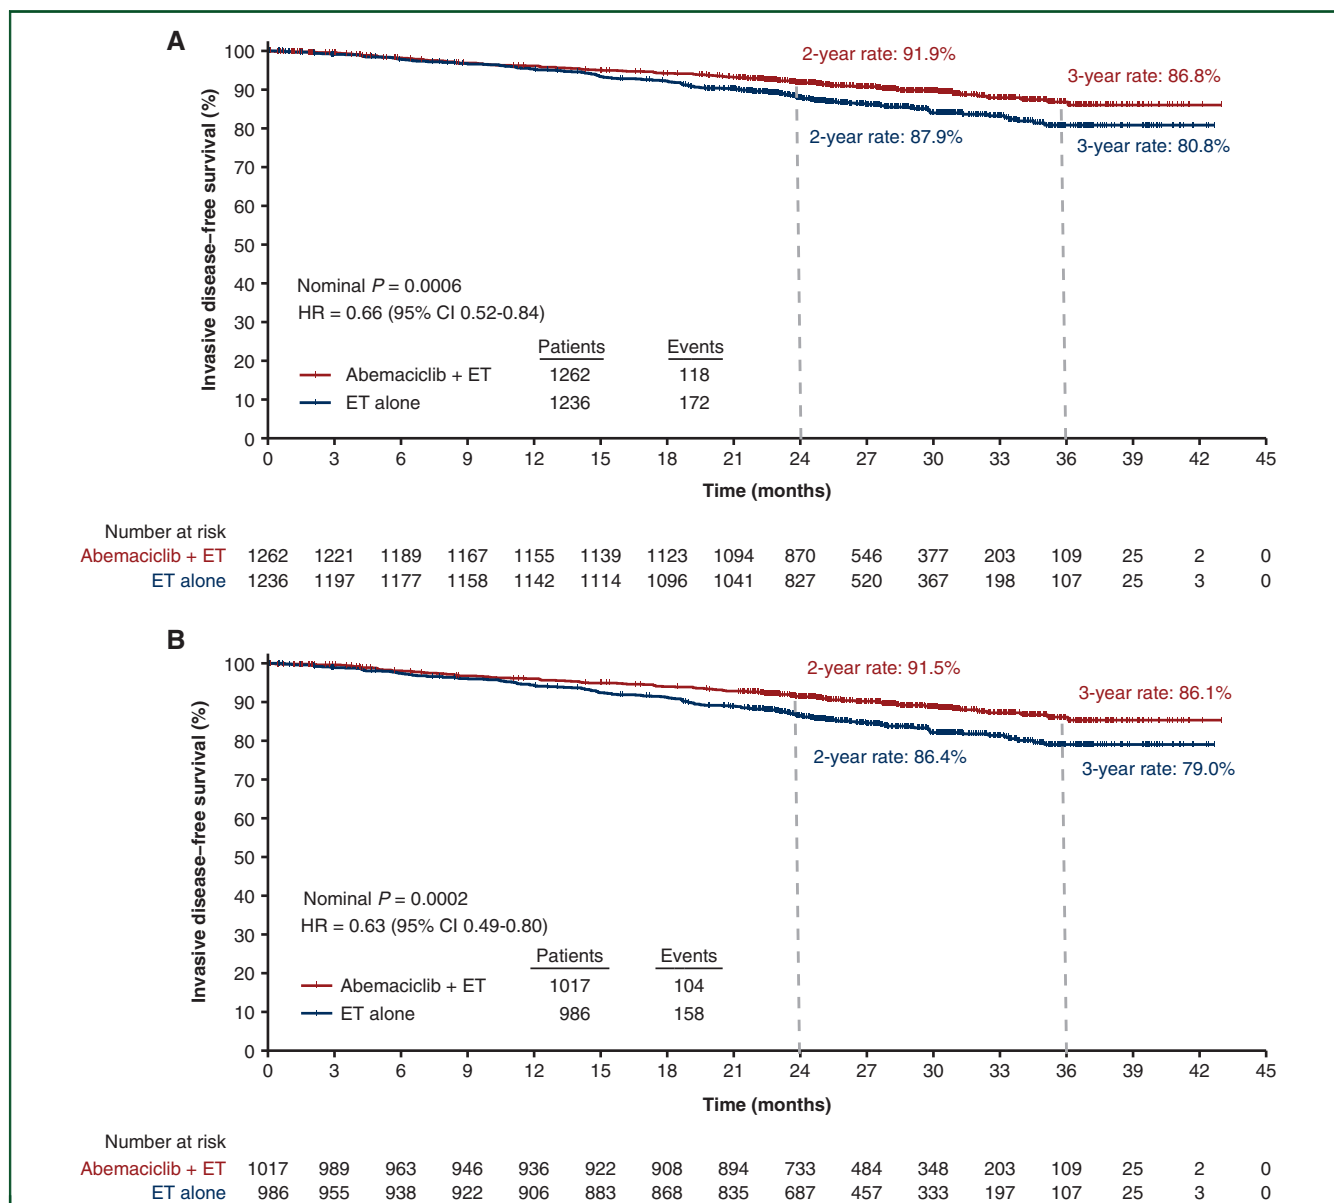 A
100
90
80
70
60
50
40
30
20
10
0
Invasive disease–free survival (%)
2-year rate: 91.9%
3-year rate: 86.8%
2-year rate: 87.9%
3-year rate: 80.8%
Nominal P = 0.0006
HR = 0.66 (95% CI 0.52-0.84)
Patients Events
Abemaciclib + ET 1262 118
ET alone 1236 172
0 3 6 9 12 15 18 21 24 27 30 33 36 39 42 45
Time (months)
Number at risk
Abemaciclib + ET 1262 1221 1189 1167 1155 1139 1123 1094 870 546 377 203 109 25 2 0
ET alone 1236 1197 1177 1158 1142 1114 1096 1041 827 520 367 198 107 25 3 0
B
100
90
80
70
60
50
40
30
20
10
0
Invasive disease–free survival (%)
2-year rate: 91.5%
3-year rate: 86.1%
2-year rate: 86.4%
3-year rate: 79.0%
Nominal P = 0.0002
HR = 0.63 (95% CI 0.49-0.80)
Patients Events
Abemaciclib + ET 1017 104
ET alone 986 158
0 3 6 9 12 15 18 21 24 27 30 33 36 39 42 45
Time (months)
Number at risk
Abemaciclib + ET 1017 989 963 946 936 922 908 894 733 484 348 203 109 25 2 0
ET alone 986 955 938 922 906 883 868 835 687 457 333 197 107 25 3 0